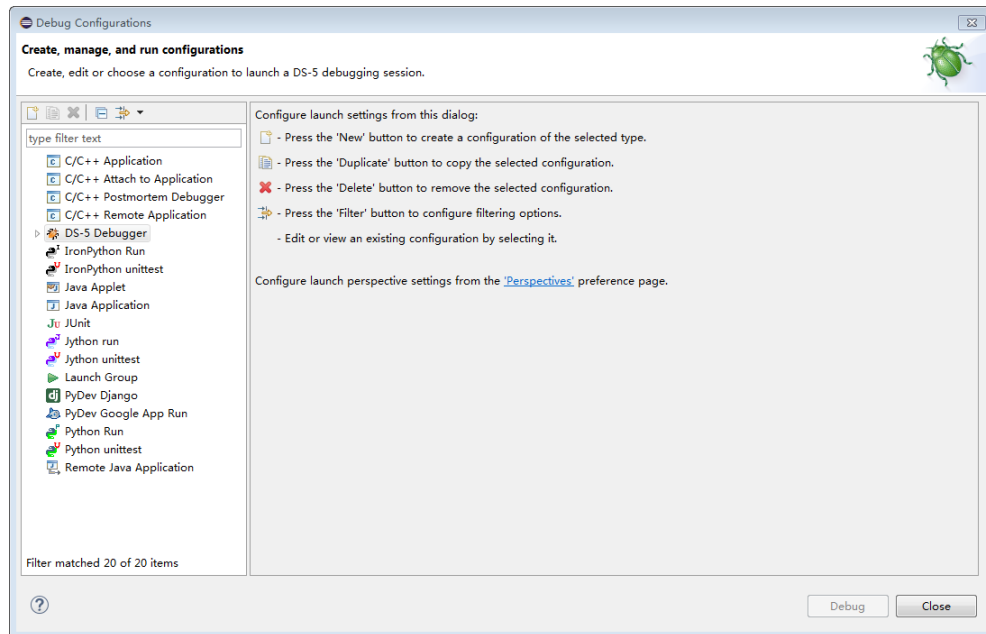 Debug Configurations
Create, manage, and run configurations
Create, edit or choose a configuration to launch a DS-5 debugging session.
type filter text
C/C++ Application
C/C++ Attach to Application
C/C++ Postmortem Debugger
C/C++ Remote Application
DS-5 Debugger
IronPython Run
IronPython unittest
Java Applet
Java Application
Ju JUnit
Jython run
Jython unittest
Launch Group
dj PyDev Django
PyDev Google App Run
Python Run
Python unittest
Remote Java Application
Filter matched 20 of 20 items
Configure launch settings from this dialog:
- Press the 'New' button to create a configuration of the selected type.
- Press the 'Duplicate' button to copy the selected configuration.
- Press the 'Delete' button to remove the selected configuration.
- Press the 'Filter' button to configure filtering options.
- Edit or view an existing configuration by selecting it.
Configure launch perspective settings from the 'Perspectives' preference page.
?
Debug
Close